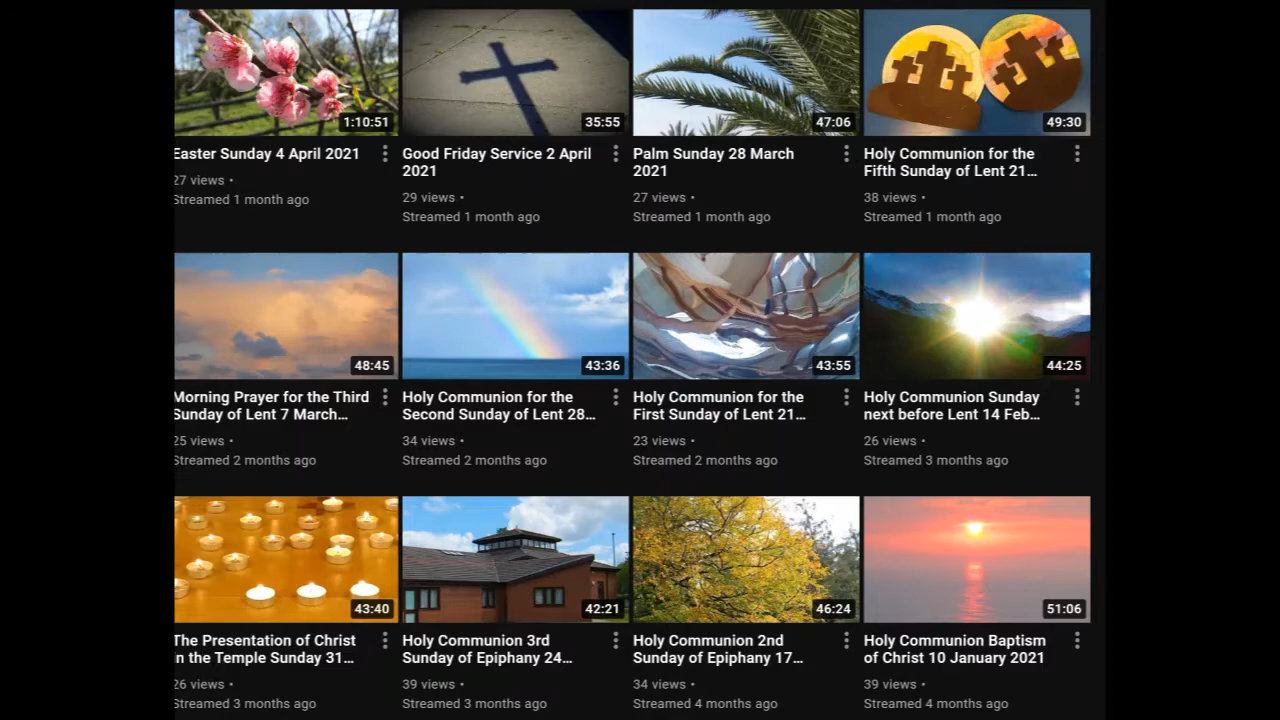 1:10:51
35:55
47:06
49:30
Easter Sunday 4 April 2021
27 views •
Streamed 1 month ago
Good Friday Service 2 April
2021
29 views •
Streamed 1 month ago
Palm Sunday 28 March
2021
27 views •
Streamed 1 month ago
Holy Communion for the
Fifth Sunday of Lent 21...
38 views •
Streamed 1 month ago
48:45
43:36
43:55
44:25
Morning Prayer for the Third
Sunday of Lent 7 March...
25 views •
Streamed 2 months ago
Holy Communion for the
Second Sunday of Lent 28...
34 views •
Streamed 2 months ago
Holy Communion for the
First Sunday of Lent 21...
23 views •
Streamed 2 months ago
Holy Communion Sunday
next before Lent 14 Feb...
26 views •
Streamed 3 months ago
43:40
42:21
46:24
51:06
The Presentation of Christ
in the Temple Sunday 31...
26 views •
Streamed 3 months ago
Holy Communion 3rd
Sunday of Epiphany 24...
39 views •
Streamed 3 months ago
Holy Communion 2nd
Sunday of Epiphany 17...
34 views •
Streamed 4 months ago
Holy Communion Baptism
of Christ 10 January 2021
39 views •
Streamed 4 months ago